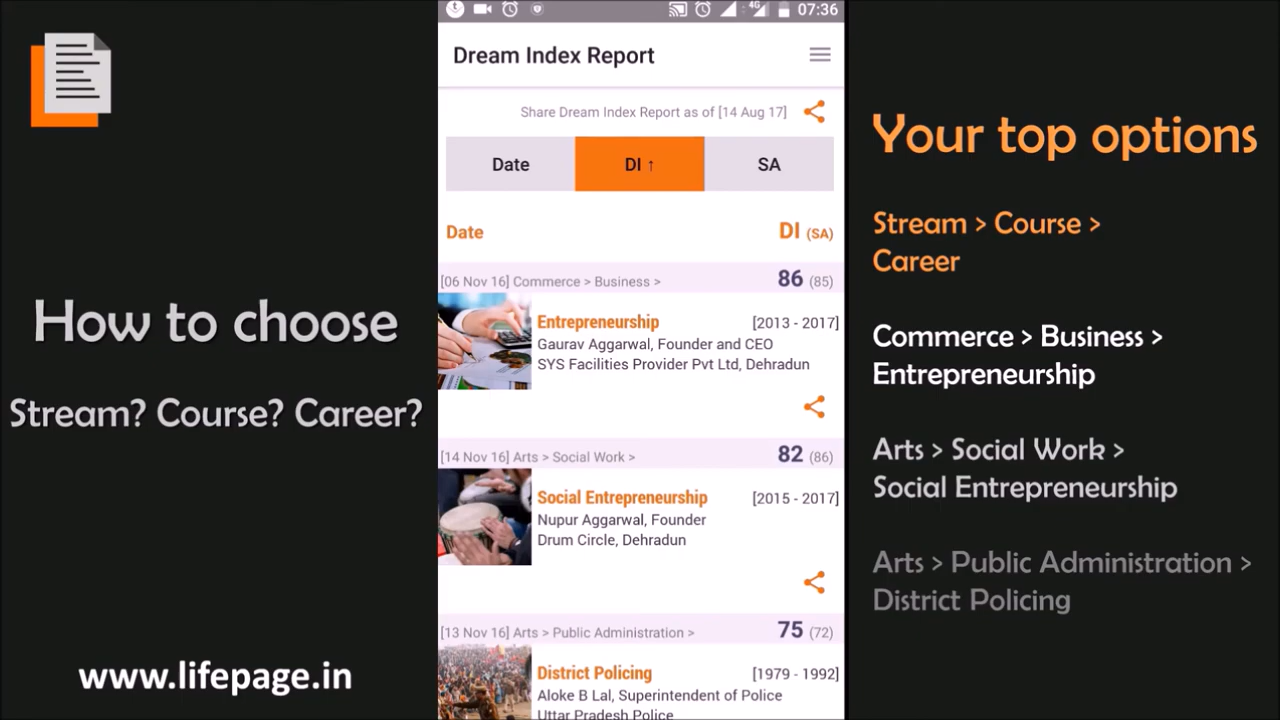 How to choose
Stream? Course? Career?
www.lifepage.in
4G
07:36
Dream Index Report
Share Dream Index Report as of [14 Aug 17]
Date
DI ↑
SA
Date
DI (SA)
[06 Nov 16] Commerce > Business >
86 (85)
Entrepreneurship
[2013 - 2017]
Gaurav Aggarwal, Founder and CEO
SYS Facilities Provider Pvt Ltd, Dehradun
[14 Nov 16] Arts > Social Work >
82 (86)
Social Entrepreneurship
[2015 - 2017]
Nupur Aggarwal, Founder
Drum Circle, Dehradun
[13 Nov 16] Arts > Public Administration >
75 (72)
District Policing
[1979 - 1992]
Aloke B Lal, Superintendent of Police
Uttar Pradesh Police
Your top options
Stream > Course >
Career
Commerce > Business >
Entrepreneurship
Arts > Social Work >
Social Entrepreneurship
Arts > Public Administration >
District Policing